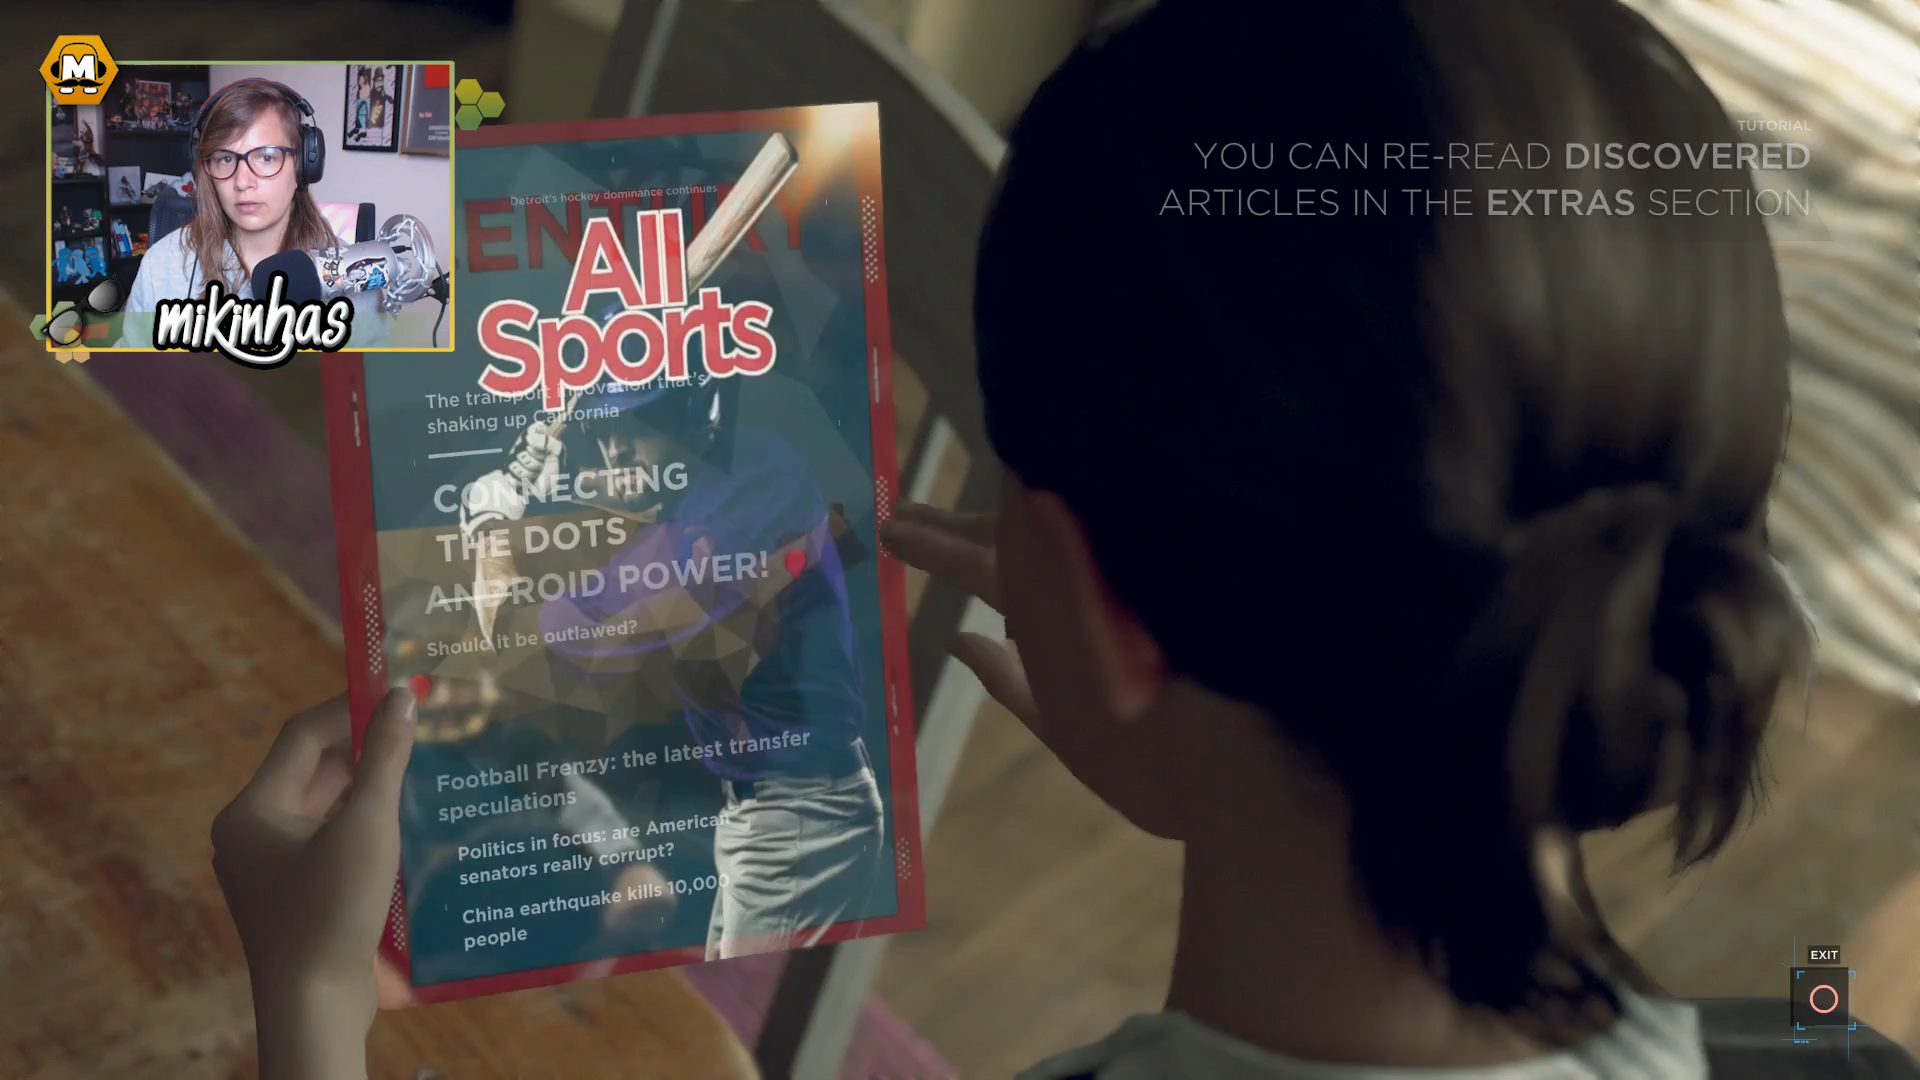 M
mikinhas
TUTORIAL
YOU CAN RE-READ DISCOVERED
ARTICLES IN THE EXTRAS SECTION
Detroit's hockey dominance continues
All
Sports
The transport innovation that's
shaking up California
CONNECTING
THE DOTS
ANDROID POWER!
Should it be outlawed?
Football Frenzy: the latest transfer
speculations
Politics in focus: are American
senators really corrupt?
China earthquake kills 10,000
people
EXIT